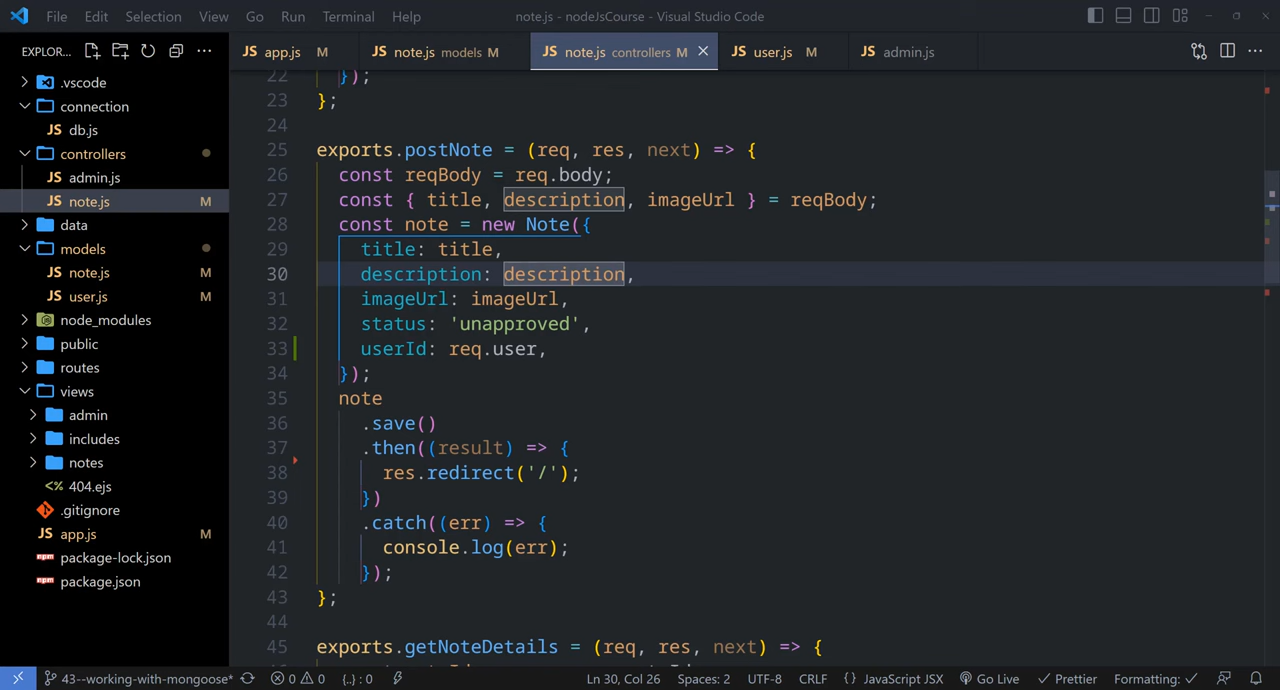 File Edit Selection View Go Run Terminal Help note.js - nodeJsCourse - Visual Studio Code
EXPLOR... JS app.js M JS note.js models M JS note.js controllers M JS user.js M JS admin.js
.vscode
connection
JS db.js
controllers
JS admin.js
JS note.js M
data
models
JS note.js M
JS user.js M
node_modules
public
routes
views
admin
includes
notes
<% 404.ejs
.gitignore
JS app.js M
npm package-lock.json
npm package.json
22 });
23 };
24
25 exports.postNote = (req, res, next) => {
26 const reqBody = req.body;
27 const { title, description, imageUrl } = reqBody;
28 const note = new Note({
29 title: title,
30 description: description,
31 imageUrl: imageUrl,
32 status: 'unapproved',
33 userId: req.user,
34 });
35 note
36 .save()
37 .then((result) => {
38 res.redirect('/');
39 })
40 .catch((err) => {
41 console.log(err);
42 });
43 };
44
45 exports.getNoteDetails = (req, res, next) => {
43--working-with-mongoose* 0 0 {..} : 0 Ln 30, Col 26 Spaces: 2 UTF-8 CRLF {} JavaScript JSX Go Live Prettier Formatting: